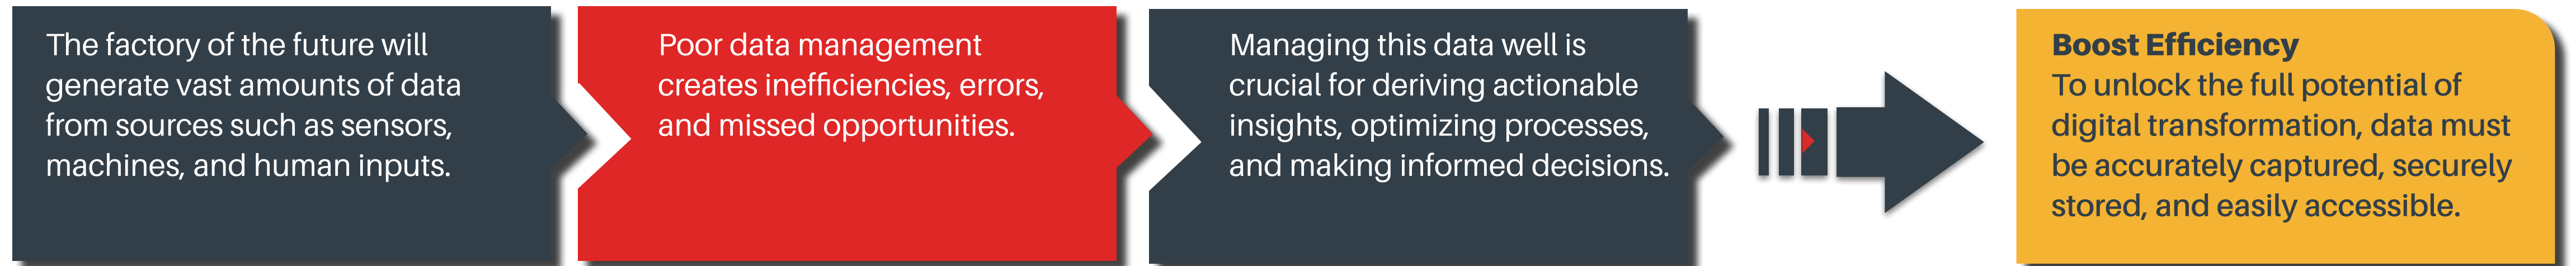 The factory of the future will
generate vast amounts of data
from sources such as sensors,
machines, and human inputs.
Poor data management
creates inefficiencies, errors,
and missed opportunities.
Managing this data well is
crucial for deriving actionable
insights, optimizing processes,
and making informed decisions.
Boost Efficiency
To unlock the full potential of
digital transformation, data must
be accurately captured, securely
stored, and easily accessible.